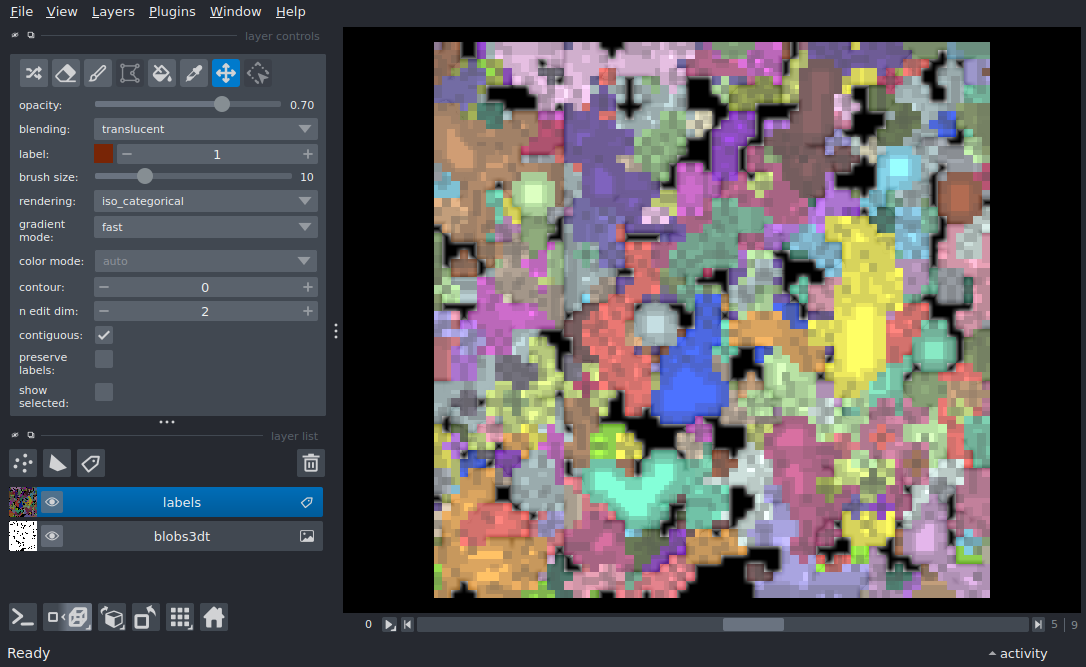 File View Layers Plugins Window Help
layer controls
opacity: 0.70
blending: translucent
label: 1
brush size: 10
rendering: iso_categorical
gradient
mode: fast
color mode: auto
contour: 0
n edit dim: 2
contiguous:
preserve
labels:
show
selected:
layer list
labels
blobs3dt
0 5 | 9
Ready activity